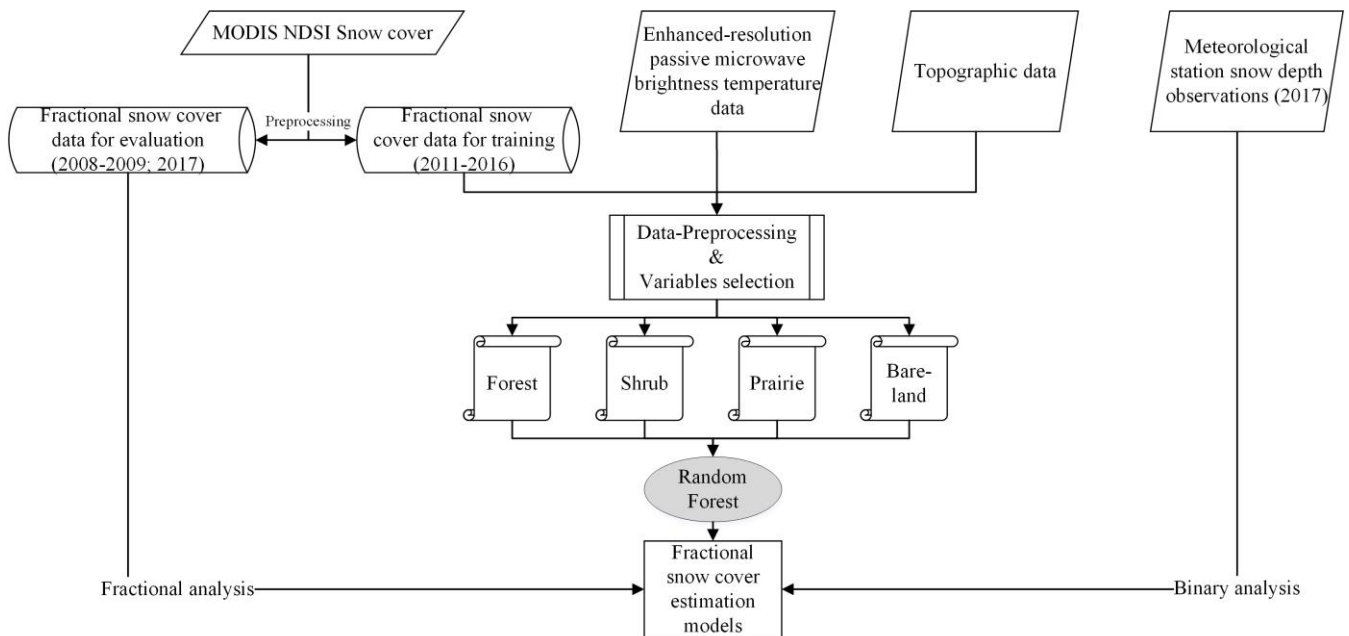 MODIS NDSI Snow cover
Enhanced-resolution
passive microwave
brightness temperature
data
Topographic data
Meteorological
station snow depth
observations (2017)
Fractional snow cover
data for evaluation
(2008-2009; 2017)
Preprocessing
Fractional snow
cover data for training
(2011-2016)
Data-Preprocessing
&
Variables selection
Forest
Shrub
Prairie
Bare-
land
Random
Forest
Fractional analysis
Fractional
snow cover
estimation
models
Binary analysis